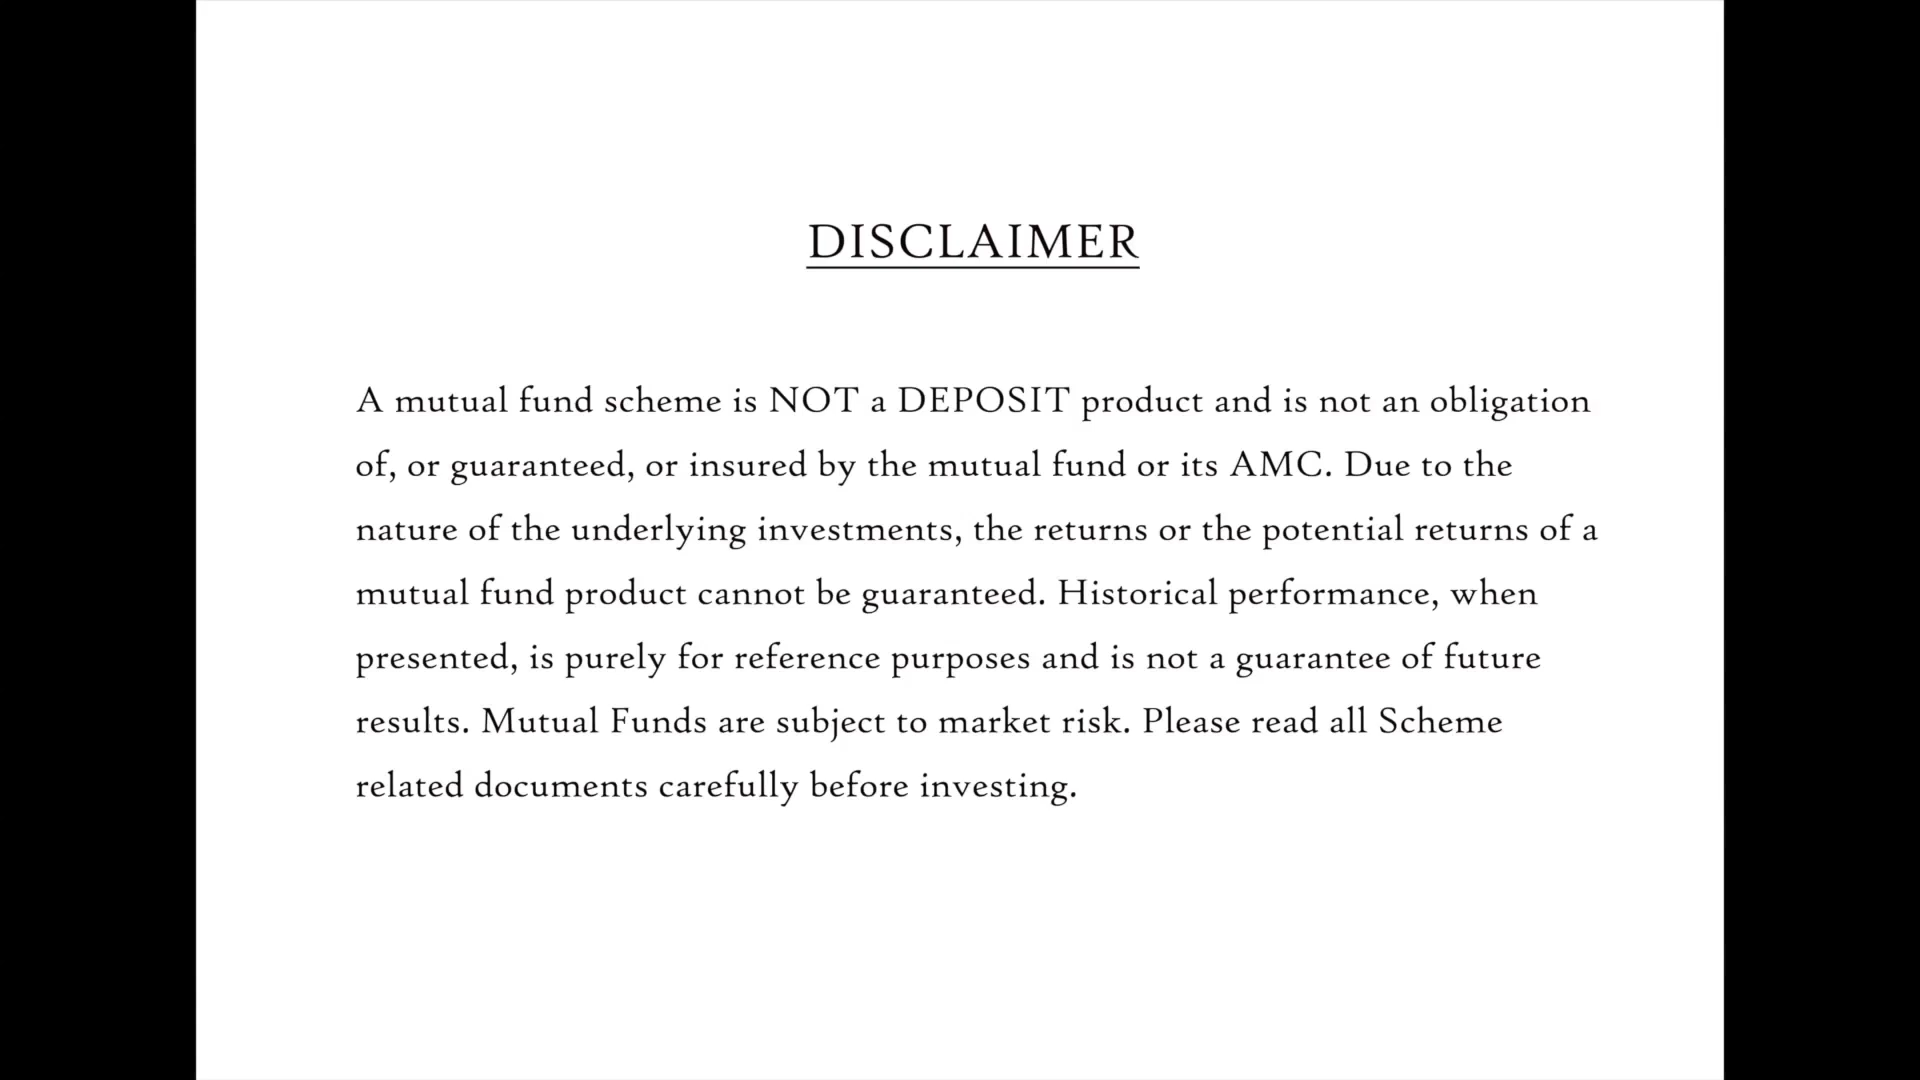 DISCLAIMER
A mutual fund scheme is NOT a DEPOSIT product and is not an obligation
of, or guaranteed, or insured by the mutual fund or its AMC. Due to the
nature of the underlying investments, the returns or the potential returns of a
mutual fund product cannot be guaranteed. Historical performance, when
presented, is purely for reference purposes and is not a guarantee of future
results. Mutual Funds are subject to market risk. Please read all Scheme
related documents carefully before investing.